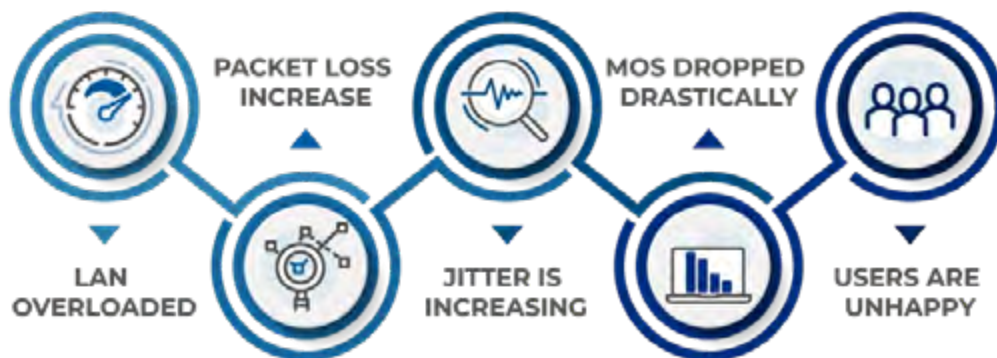 PACKET LOSS
INCREASE
MOS DROPPED
DRASTICALLY
LAN
OVERLOADED
JITTER IS
INCREASING
USERS ARE
UNHAPPY